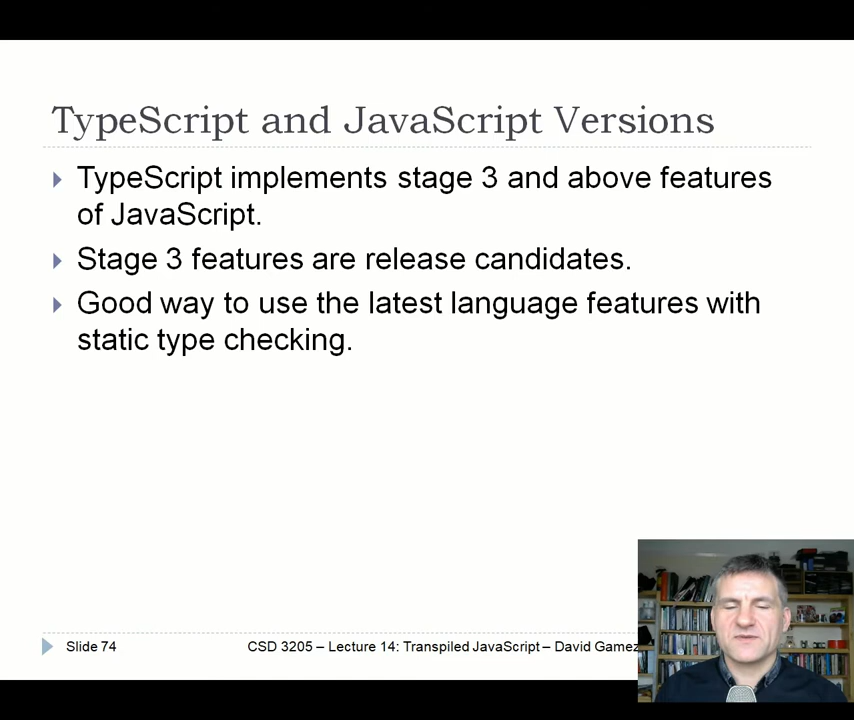 TypeScript and JavaScript Versions
TypeScript implements stage 3 and above features
of JavaScript.
Stage 3 features are release candidates.
Good way to use the latest language features with
static type checking.
Slide 74
CSD 3205 – Lecture 14: Transpiled JavaScript – David Gamez